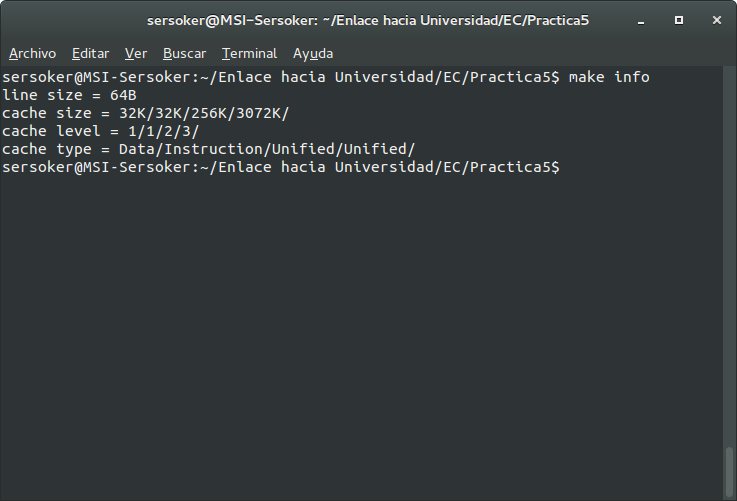 sersoker@MSI-Sersoker: ~/Enlace hacia Universidad/EC/Practica5
Archivo Editar Ver Buscar Terminal Ayuda
sersoker@MSI-Sersoker:~/Enlace hacia Universidad/EC/Practica5$ make info
line size = 64B
cache size = 32K/32K/256K/3072K/
cache level = 1/1/2/3/
cache type = Data/Instruction/Unified/Unified/
sersoker@MSI-Sersoker:~/Enlace hacia Universidad/EC/Practica5$